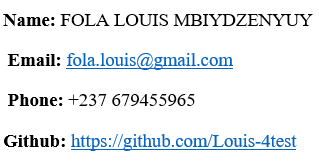 Name: FOLA LOUIS MBIYDZENYUY
Email: fola.louis@gmail.com
Phone: +237 679455965
Github: https://github.com/Louis-4test